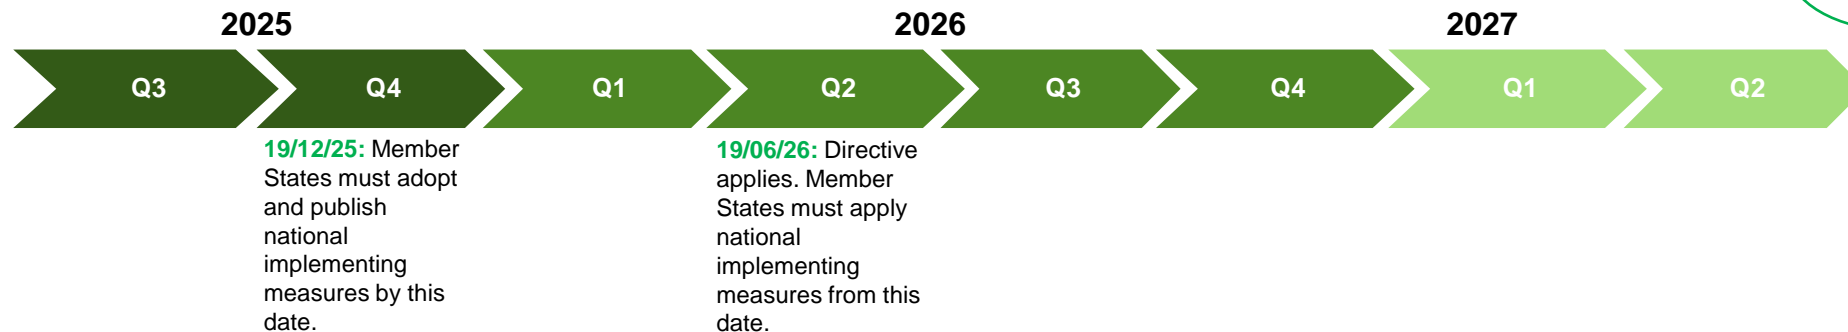 2025
2026
2027
Q3
Q4
Q1
Q2
Q3
Q4
Q1
Q2
19/12/25: Member
States must adopt
and publish
national
implementing
measures by this
date.
19/06/26: Directive
applies. Member
States must apply
national
implementing
measures from this
date.